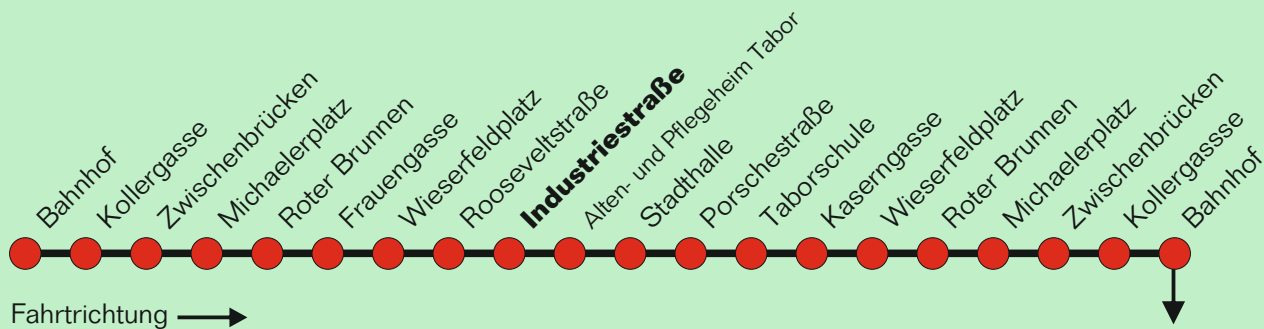 Bahnhof
Kollergasse
Zwischenbrücken
Michaelerplatz
Roter Brunnen
Frauengasse
Wieserfeldplatz
Rooseveltstraße
Industriestraße
Alten- und Pflegeheim Tabor
Stadthalle
Porschestraße
Taborschule
Kaserngasse
Wieserfeldplatz
Roter Brunnen
Michaelerplatz
Zwischenbrücken
Kollergasse
Bahnhof
Fahrtrichtung